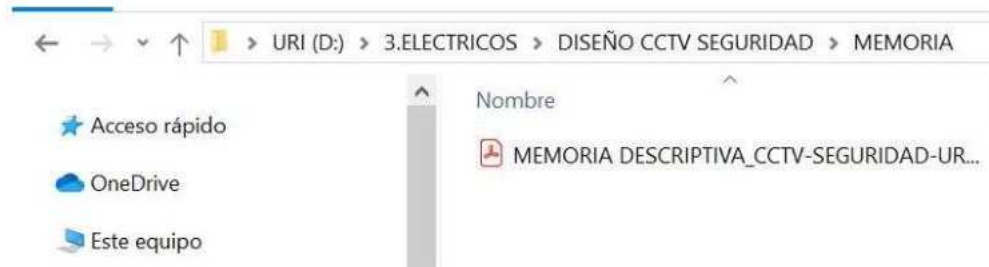 URI (D:) > 3.ELECTRICOS > DISEÑO CCTV SEGURIDAD > MEMORIA
Nombre
Acceso rápido
MEMORIA DESCRIPTIVA_CCTV-SEGURIDAD-UR...
OneDrive
Este equipo